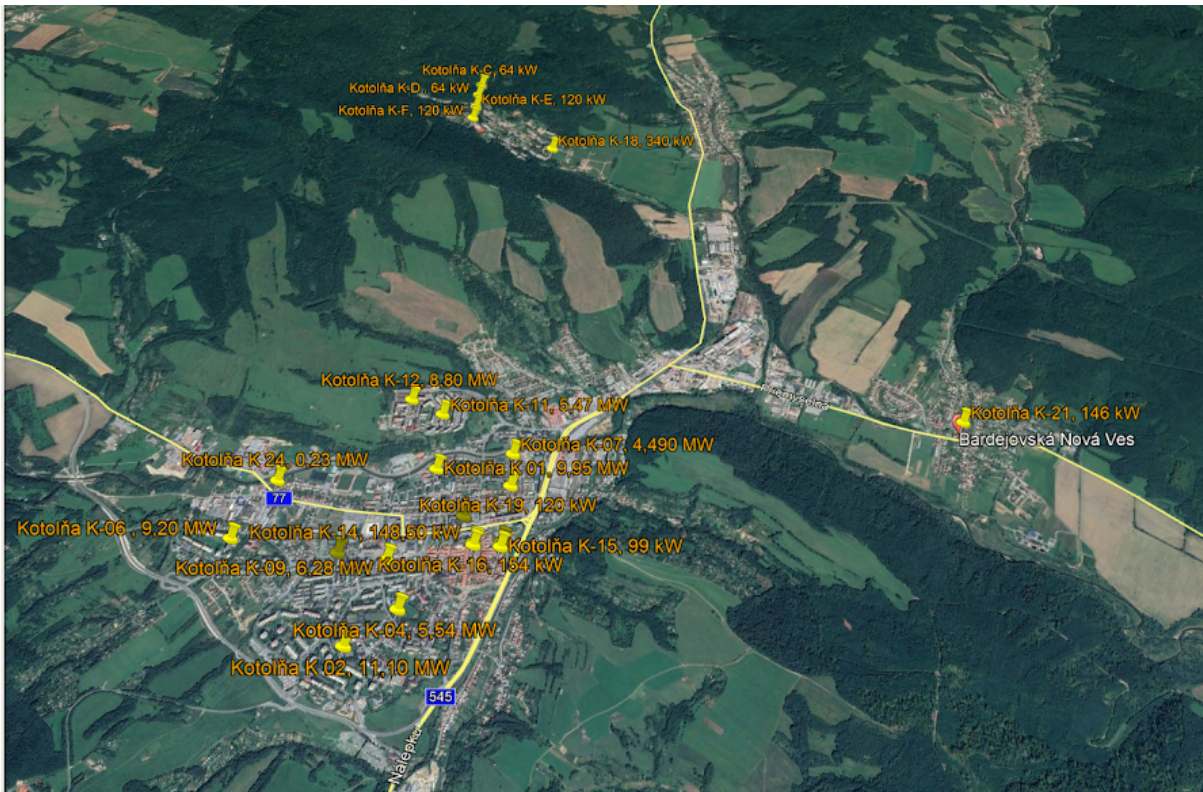 Kotolňa K-C, 64 kW
Kotolňa K-D, 64 kW
Kotolňa K-E, 120 kW
Kotolňa K-F, 120 kW
Kotolňa K-18, 340 kW
Kotolňa K-12, 8,80 MW
Kotolňa K-11, 5,47 MW
Kotolňa K-21, 146 kW
Bardejovská Nová Ves
Kotolňa K-07, 4,490 MW
Kotolňa K 24, 0,23 MW
Kotolňa K 01, 9,95 MW
77
Kotolňa K-19, 120 kW
Kotolňa K-06 , 9,20 MW
Kotolňa K-14, 148,50 kW
Kotolňa K-15, 99 kW
Kotolňa K-09, 6,28 MW
Kotolňa K-16, 154 kW
Kotolňa K-04, 5,54 MW
Kotolňa K 02, 11,10 MW
545
Nálepku